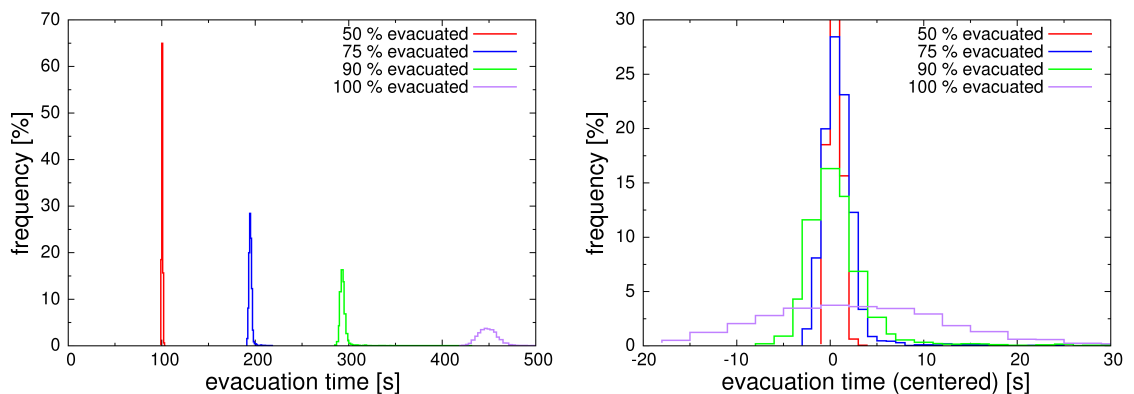 70
60
50
40
30
20
10
0
frequency [%]
50 % evacuated
75 % evacuated
90 % evacuated
100 % evacuated
0
100
200
300
400
500
evacuation time [s]
30
25
20
15
10
5
0
frequency [%]
50 % evacuated
75 % evacuated
90 % evacuated
100 % evacuated
-20
-10
0
10
20
30
evacuation time (centered) [s]